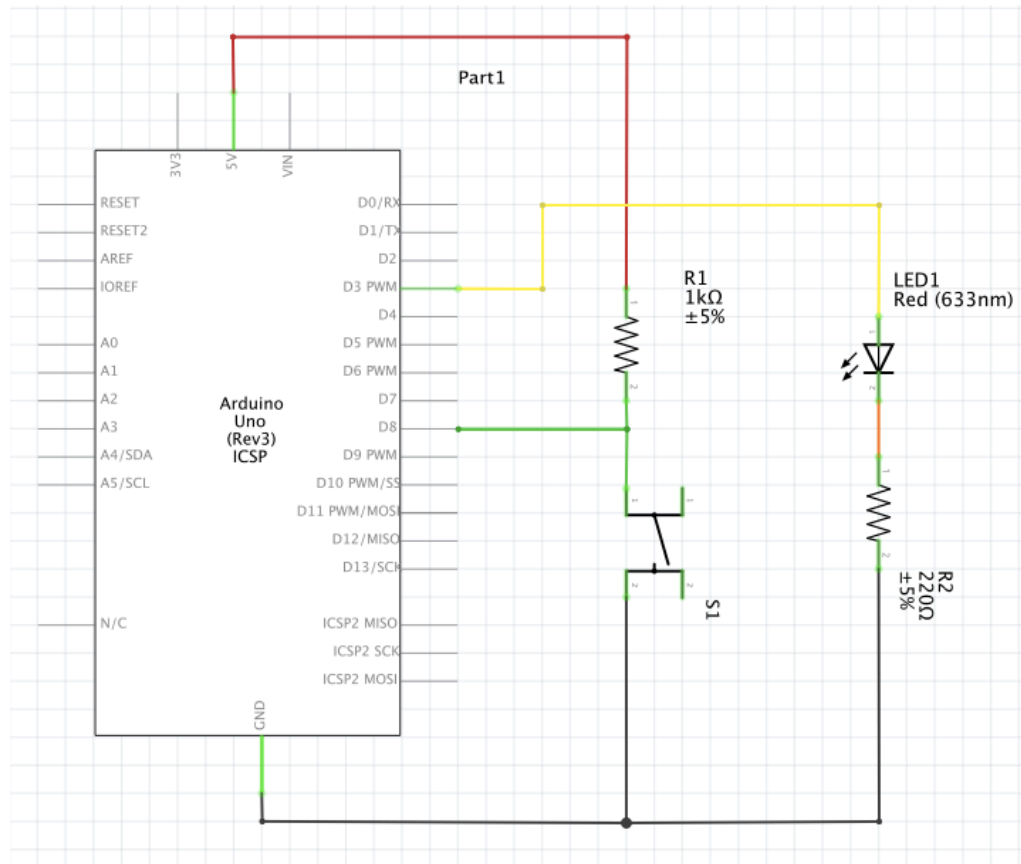 Part1
3V3
5V
VIN
RESET
RESET2
AREF
IOREF
A0
A1
A2
A3
A4/SDA
A5/SCL
N/C
Arduino
Uno
(Rev3)
ICSP
D0/RX
D1/TX
D2
D3 PWM
D4
D5 PWM
D6 PWM
D7
D8
D9 PWM
D10 PWM/SS
D11 PWM/MOSI
D12/MISO
D13/SCK
ICSP2 MISO
ICSP2 SCK
ICSP2 MOSI
GND
R1
1kΩ
±5%
1
2
1
1
2
2
S1
LED1
Red (633nm)
1
2
1
2
R2
220Ω
±5%